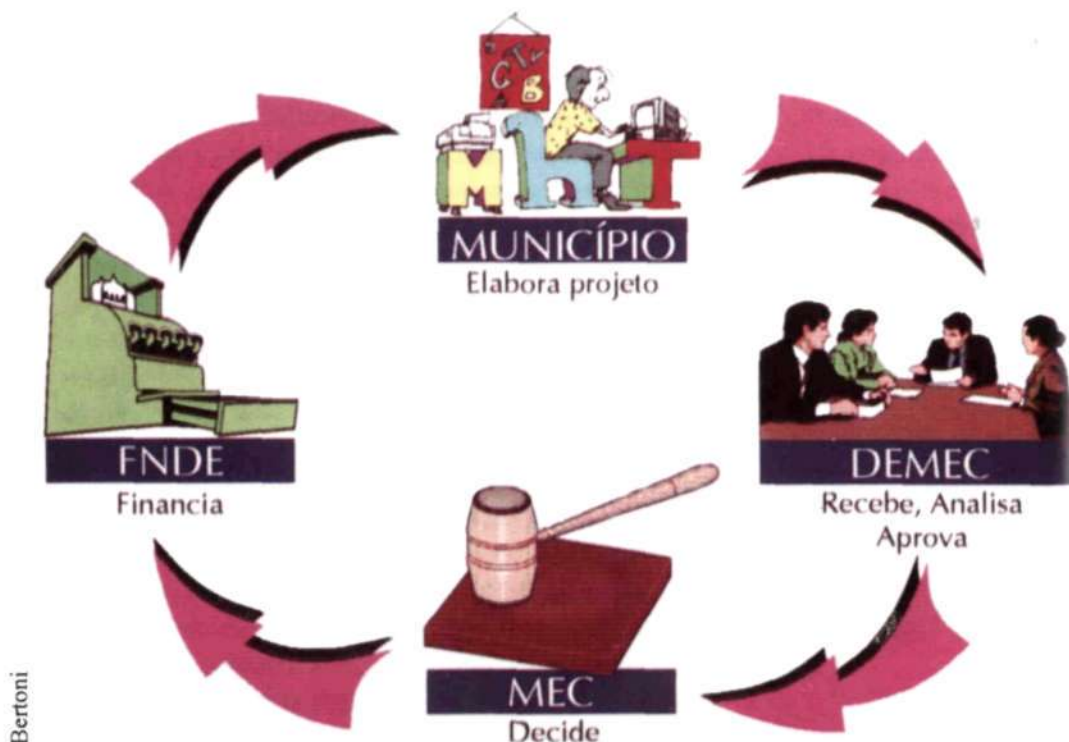 MUNICÍPIO
Elabora projeto
DEMEC
Recebe, Analisa
Aprova
MEC
Decide
FNDE
Financia
Bertoni